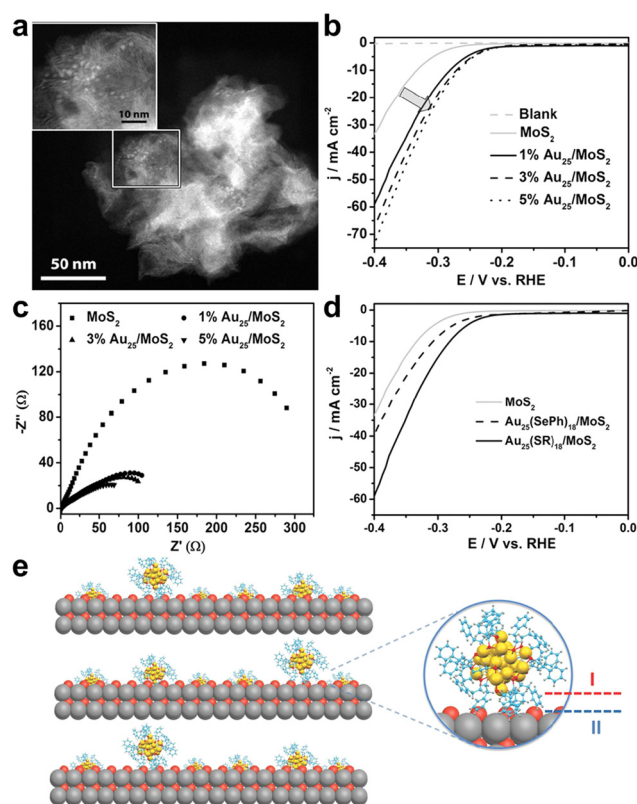 a
10 nm
50 nm
b
0
-10
-20
-30
-40
-50
-60
-70
-0.4 -0.3 -0.2 -0.1 0.0
j / mA cm⁻²
E / V vs. RHE
Blank
MoS₂
1% Au₂₅/MoS₂
3% Au₂₅/MoS₂
5% Au₂₅/MoS₂
c
160
120
80
40
0
0 50 100 150 200 250 300
-Z'' (Ω)
Z' (Ω)
MoS₂ 1% Au₂₅/MoS₂
3% Au₂₅/MoS₂ 5% Au₂₅/MoS₂
d
0
-10
-20
-30
-40
-50
-60
-0.4 -0.3 -0.2 -0.1 0.0
j / mA cm⁻²
E / V vs. RHE
MoS₂
Au₂₅(SePh)₁₈/MoS₂
Au₂₅(SR)₁₈/MoS₂
e
I
II